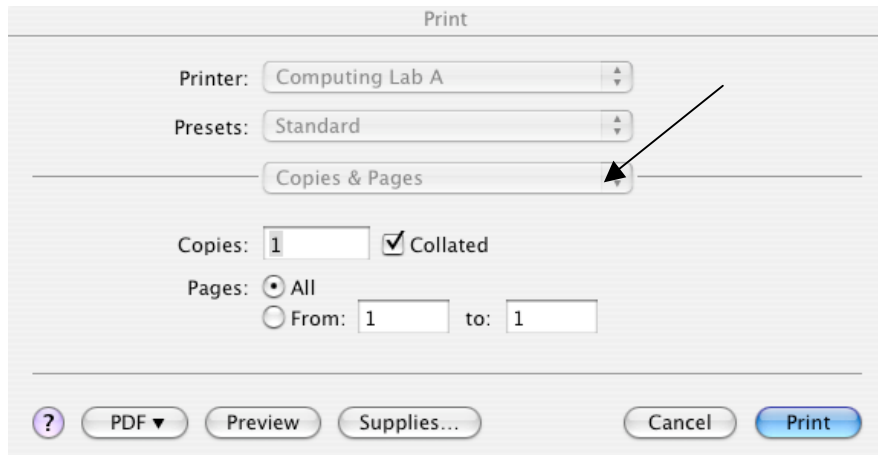 Print
Printer: Computing Lab A
Presets: Standard
Copies & Pages
Copies: 1 Collated
Pages: All
From: 1 to: 1
? PDF ▼ Preview Supplies... Cancel Print